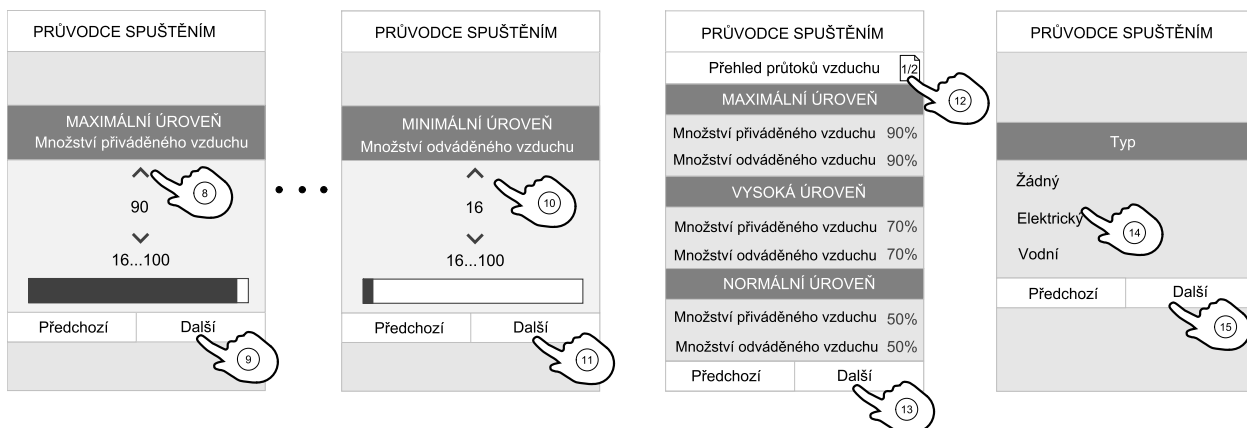 PRŮVODCE SPUŠTĚNÍM
MAXIMÁLNÍ ÚROVEŇ
Množství přiváděného vzduchu
8
90
16...100
Předchozí Další
9
PRŮVODCE SPUŠTĚNÍM
MINIMÁLNÍ ÚROVEŇ
Množství odváděného vzduchu
10
16
16...100
Předchozí Další
11
PRŮVODCE SPUŠTĚNÍM
Přehled průtoků vzduchu 1/2
12
MAXIMÁLNÍ ÚROVEŇ
Množství přiváděného vzduchu 90%
Množství odváděného vzduchu 90%
VYSOKÁ ÚROVEŇ
Množství přiváděného vzduchu 70%
Množství odváděného vzduchu 70%
NORMÁLNÍ ÚROVEŇ
Množství přiváděného vzduchu 50%
Množství odváděného vzduchu 50%
Předchozí Další
13
PRŮVODCE SPUŠTĚNÍM
Typ
Žádný
Elektrický
14
Vodní
Předchozí Další
15